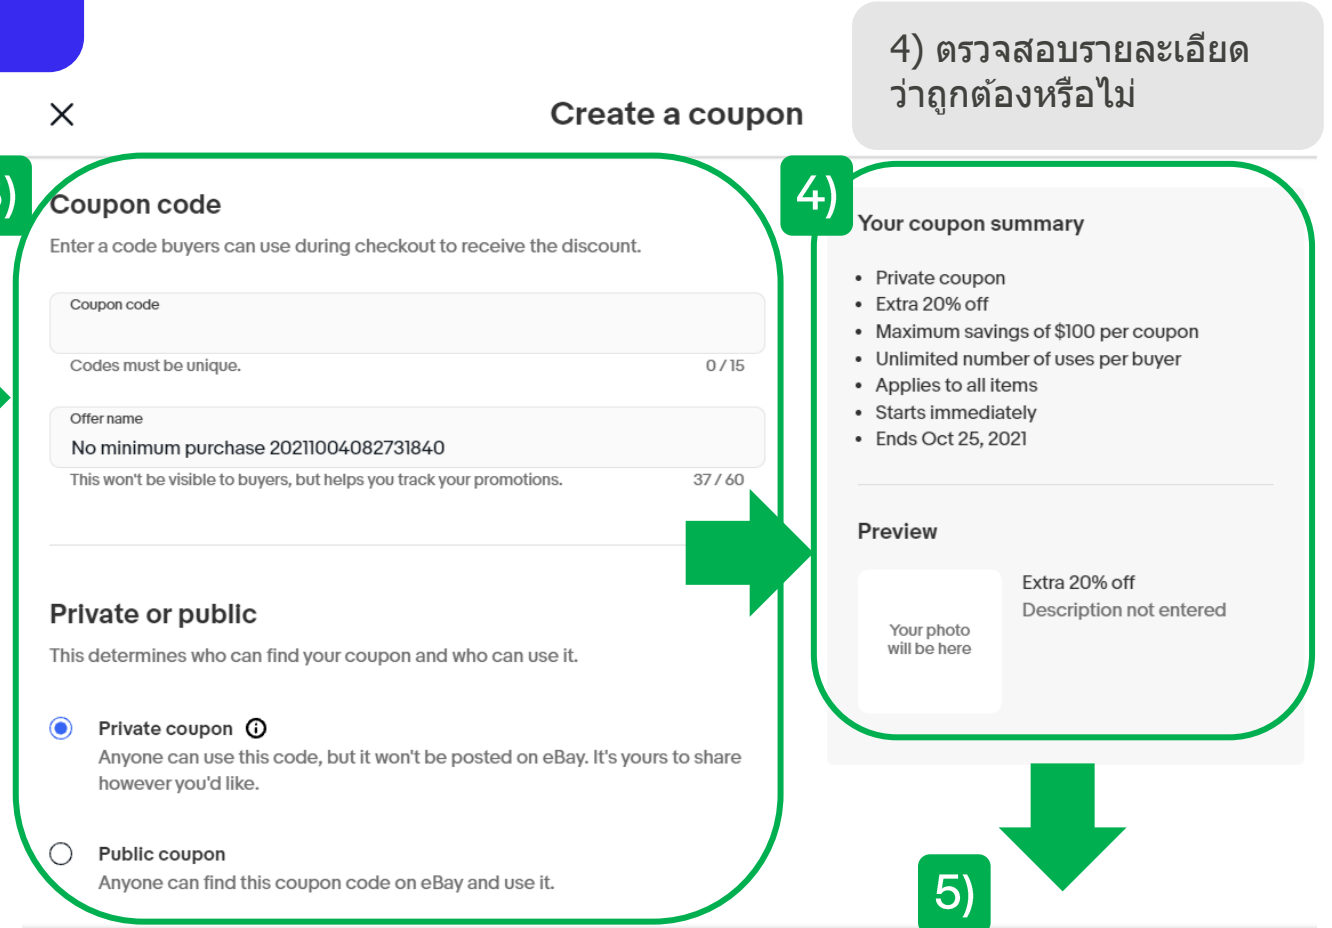 4) ตรวจสอบรายละเอียด
ว่าถูกต้องหรือไม่
Create a coupon
)
Coupon code
Enter a code buyers can use during checkout to receive the discount.
Coupon code
Codes must be unique.
0 / 15
Offer name
No minimum purchase 20211004082731840
This won't be visible to buyers, but helps you track your promotions.
37 / 60
Private or public
This determines who can find your coupon and who can use it.
Private coupon
Anyone can use this code, but it won't be posted on eBay. It's yours to share
however you'd like.
Public coupon
Anyone can find this coupon code on eBay and use it.
4)
Your coupon summary
• Private coupon
• Extra 20% off
• Maximum savings of $100 per coupon
• Unlimited number of uses per buyer
• Applies to all items
• Starts immediately
• Ends Oct 25, 2021
Preview
Your photo
will be here
Extra 20% off
Description not entered
5)